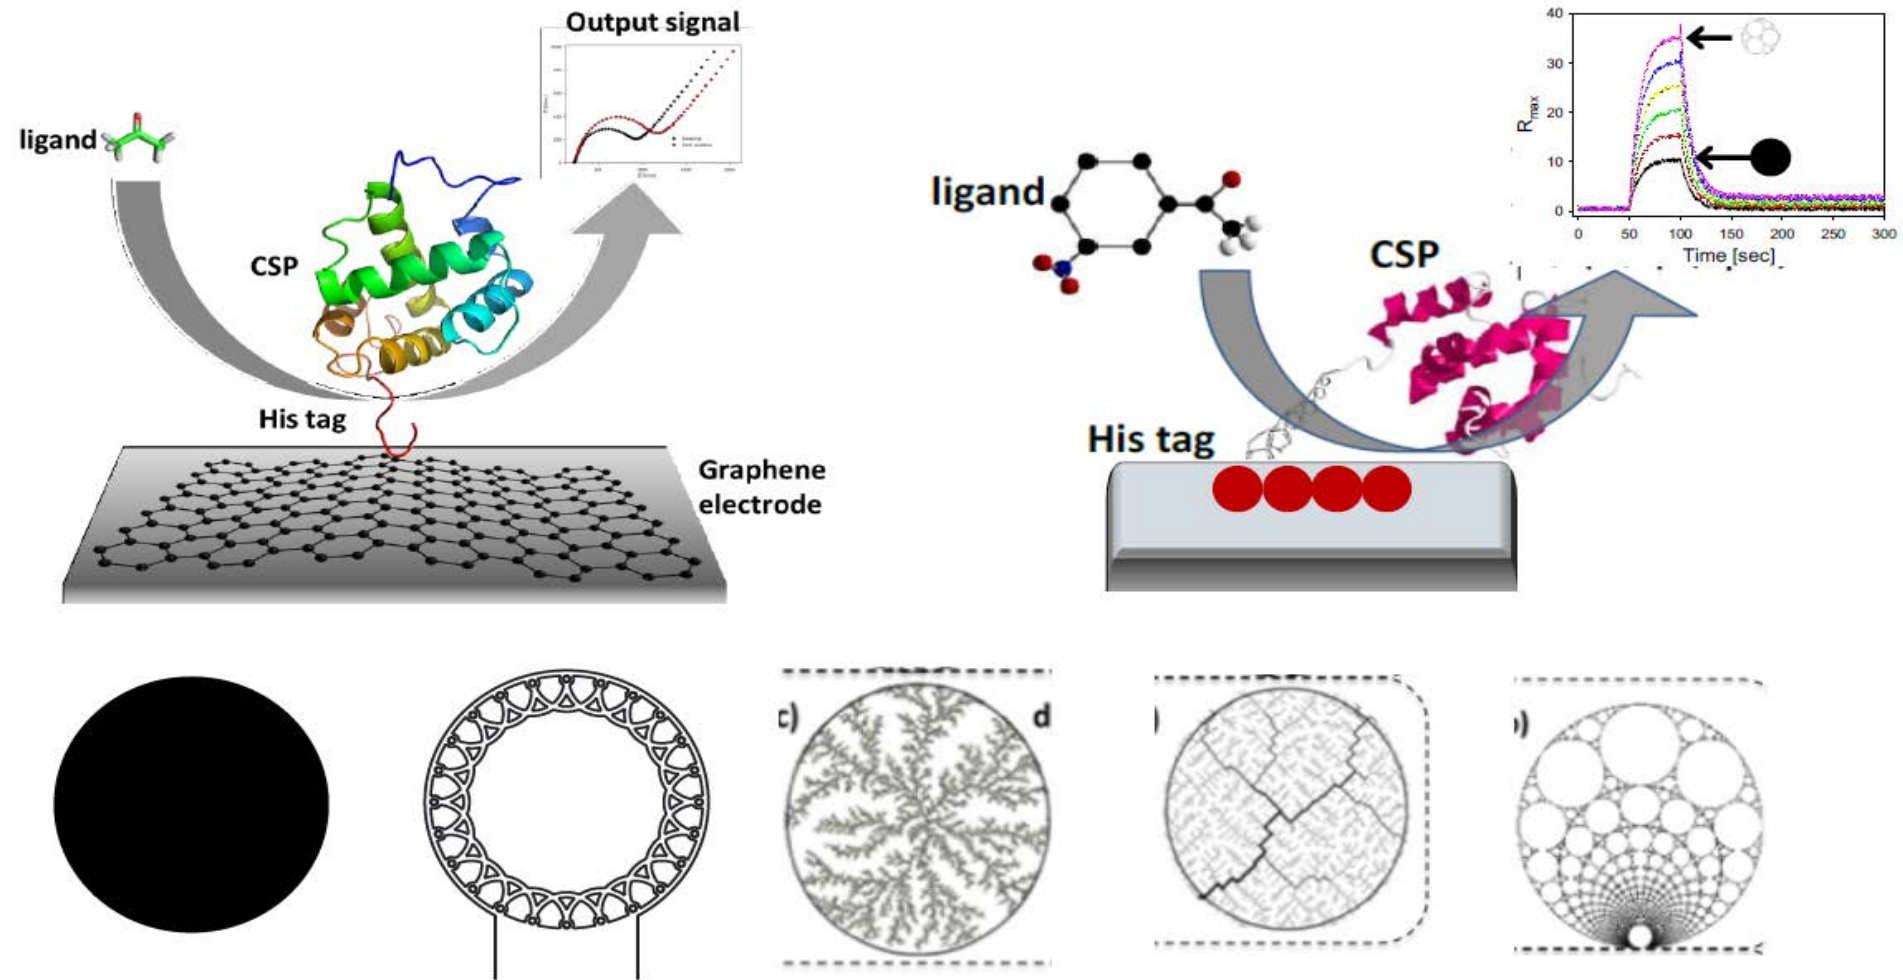 Output signal
ligand
CSP
His tag
Graphene
electrode
ligand
CSP
His tag
40
30
20
10
0
R_max
0 50 100 150 200 250 300
Time [sec]
c)
d
)
)